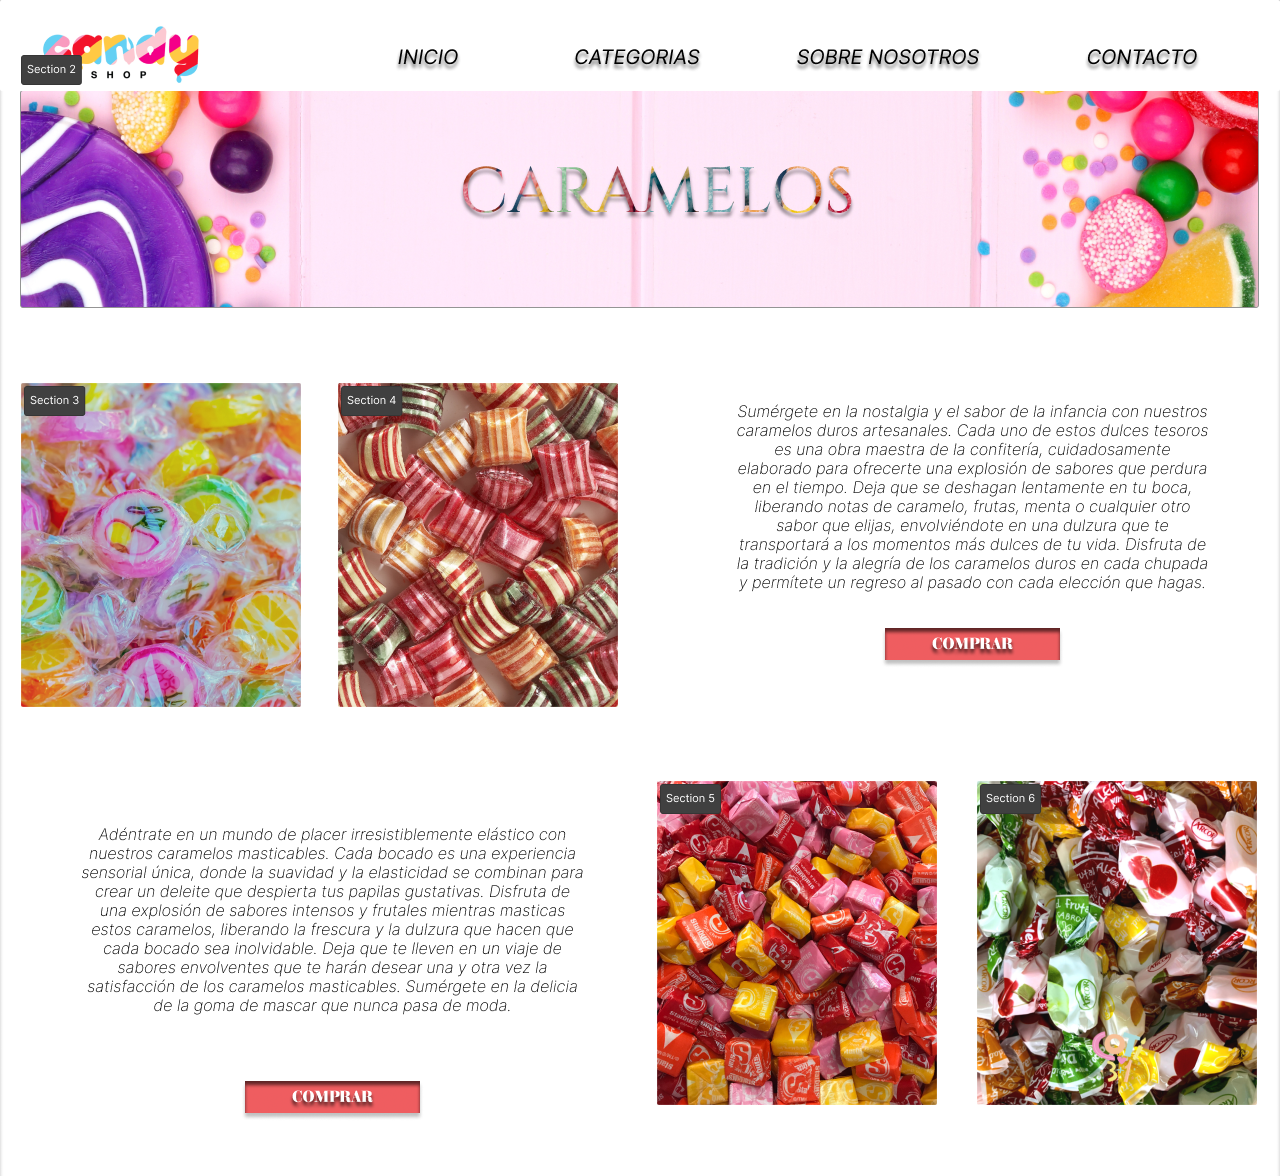 candy
SHOP
Section 2
INICIO
CATEGORIAS
SOBRE NOSOTROS
CONTACTO
CARAMELOS
Section 3
Section 4
Sumérgete en la nostalgia y el sabor de la infancia con nuestros
caramelos duros artesanales. Cada uno de estos dulces tesoros
es una obra maestra de la confitería, cuidadosamente
elaborado para ofrecerte una explosión de sabores que perdura
en el tiempo. Deja que se deshagan lentamente en tu boca,
liberando notas de caramelo, frutas, menta o cualquier otro
sabor que elijas, envolviéndote en una dulzura que te
transportará a los momentos más dulces de tu vida. Disfruta de
la tradición y la alegría de los caramelos duros en cada chupada
y permítete un regreso al pasado con cada elección que hagas.
COMPRAR
Adéntrate en un mundo de placer irresistiblemente elástico con
nuestros caramelos masticables. Cada bocado es una experiencia
sensorial única, donde la suavidad y la elasticidad se combinan para
crear un deleite que despierta tus papilas gustativas. Disfruta de
una explosión de sabores intensos y frutales mientras masticas
estos caramelos, liberando la frescura y la dulzura que hacen que
cada bocado sea inolvidable. Deja que te lleven en un viaje de
sabores envolventes que te harán desear una y otra vez la
satisfacción de los caramelos masticables. Sumérgete en la delicia
de la goma de mascar que nunca pasa de moda.
COMPRAR
Section 5
Section 6
ARCOR